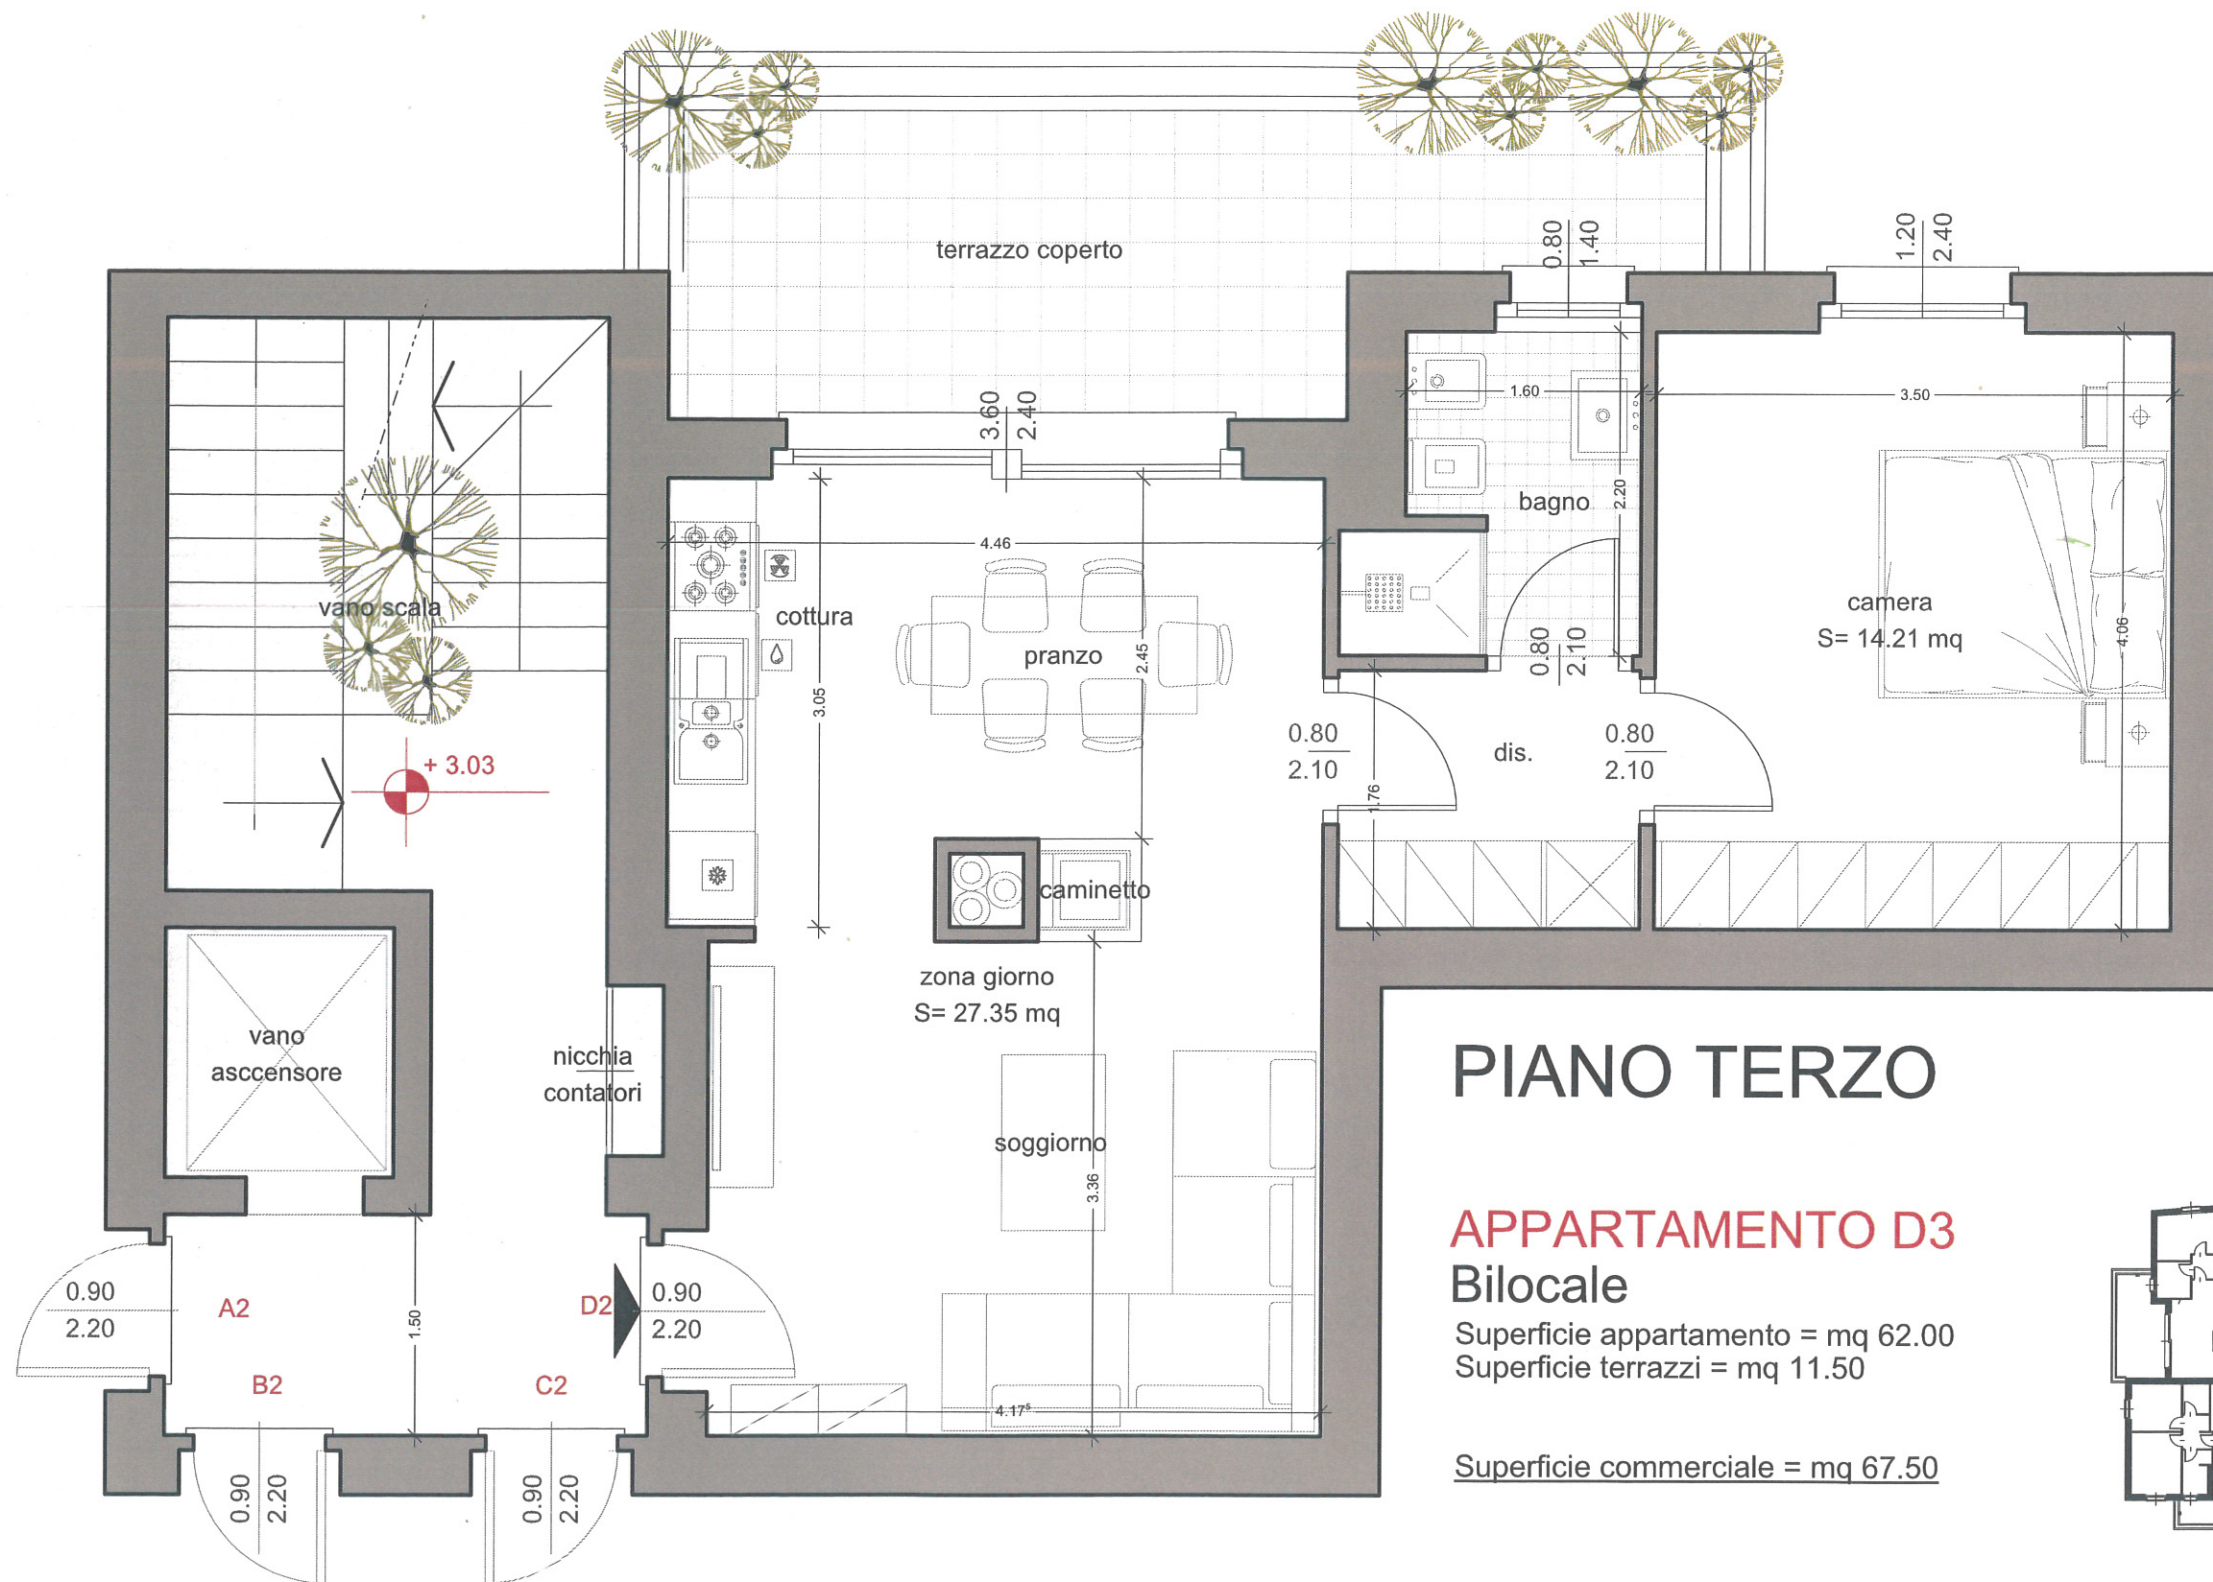 terrazzo coperto
0.80
1.40
1.20
2.40
3.60
2.40
1.60
3.50
2.20
bagno
4.46
cottura
vano scala
pranzo
2.45
3.05
camera
S= 14.21 mq
4.06
0.80
2.10
0.80
2.10
dis.
0.80
2.10
+ 3.03
1.76
caminetto
zona giorno
S= 27.35 mq
vano
asccensore
nicchia
contatori
soggiorno
3.36
PIANO TERZO
APPARTAMENTO D3
Bilocale
Superficie appartamento = mq 62.00
Superficie terrazzi = mq 11.50
Superficie commerciale = mq 67.50
0.90
2.20
A2
1.50
D2
0.90
2.20
B2
C2
4.17⁵
0.90
2.20
0.90
2.20